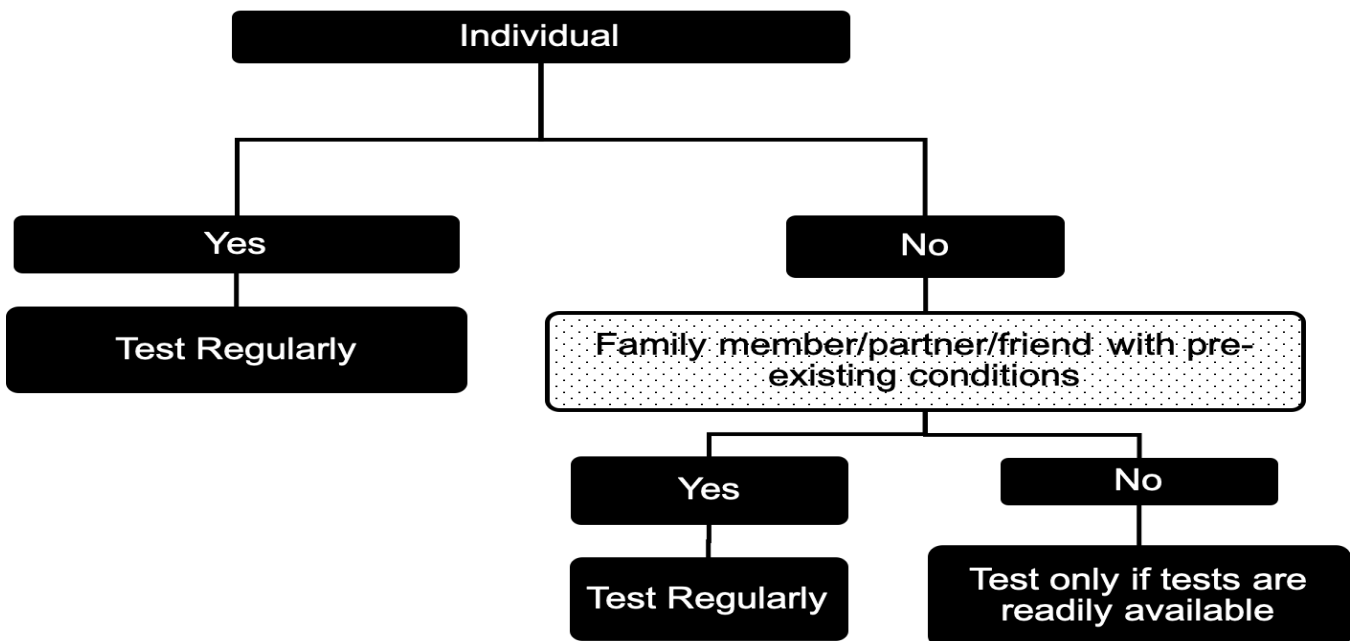 Individual
Yes
No
Test Regularly
Family member/partner/friend with pre-
existing conditions
Yes
No
Test Regularly
Test only if tests are
readily available